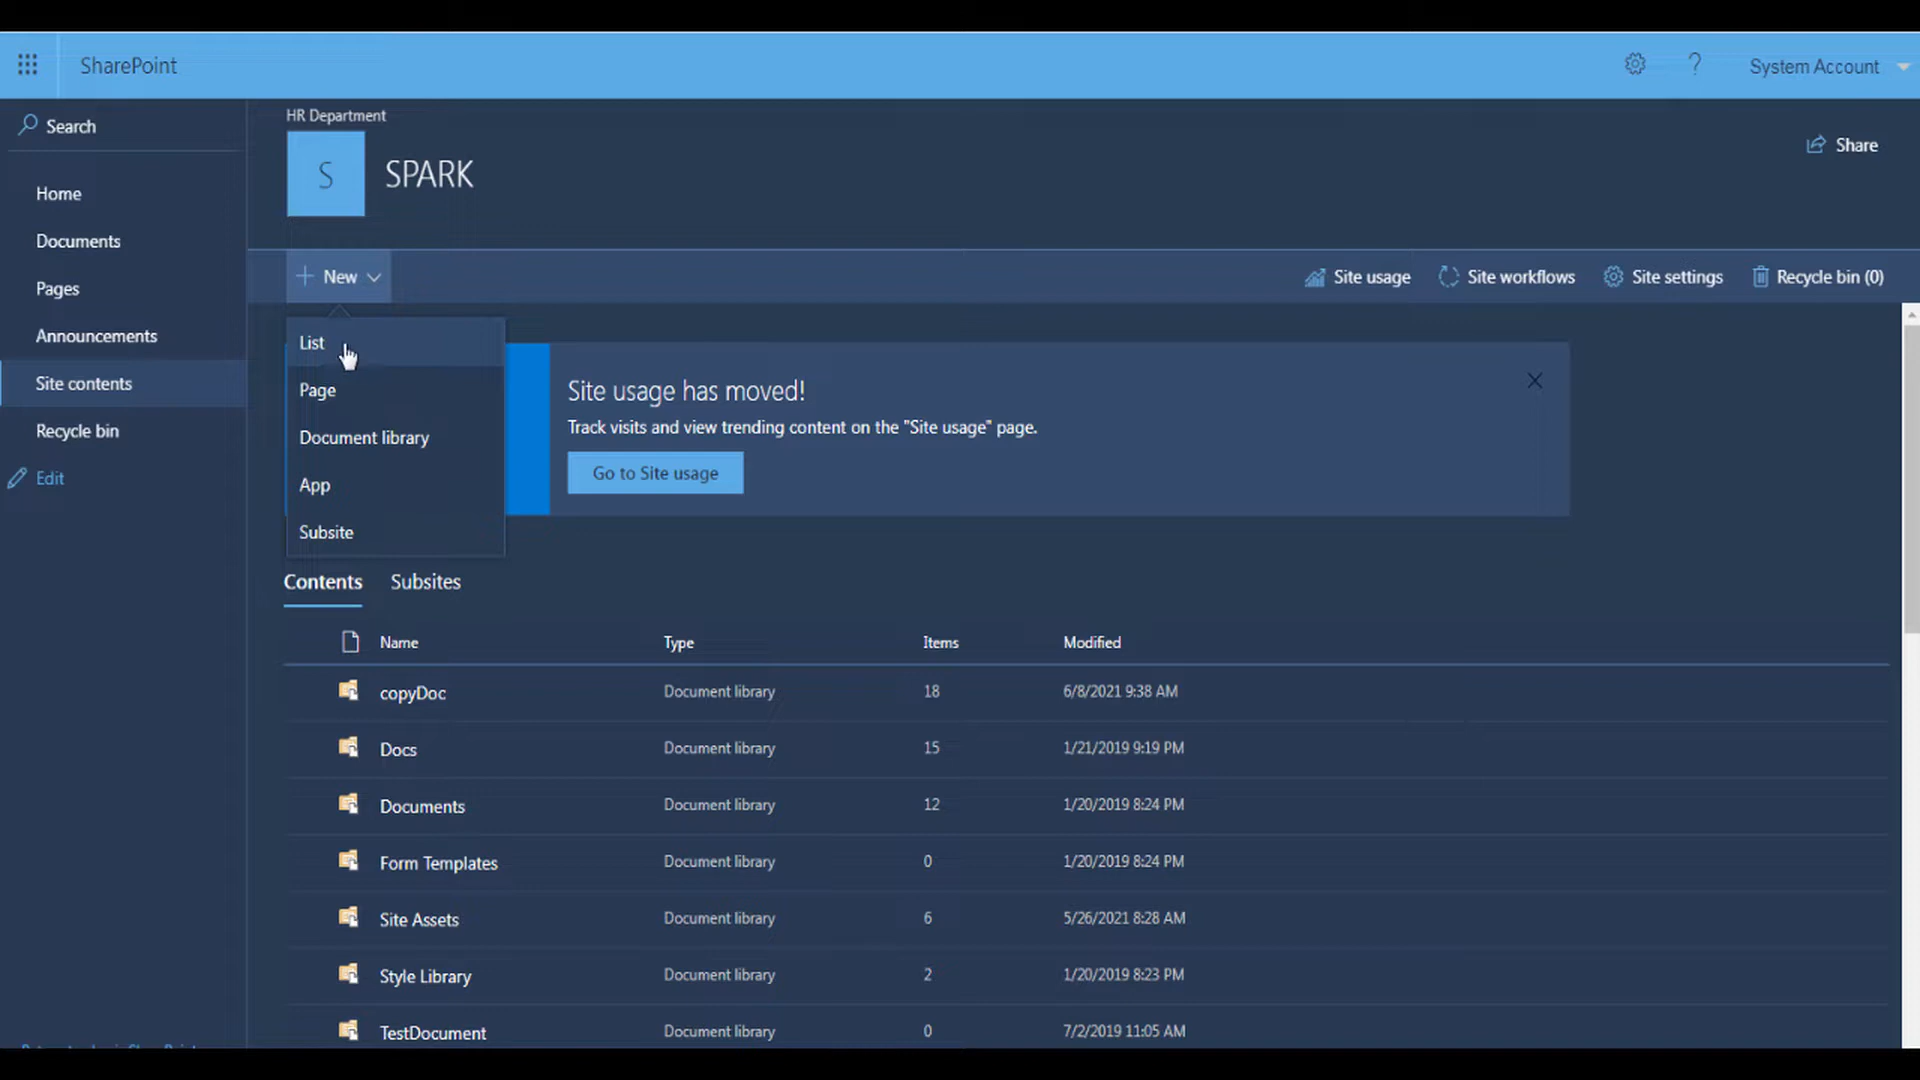 SharePoint
?
System Account
Search
Home
Documents
Pages
Announcements
Site contents
Recycle bin
Edit
HR Department
S
SPARK
Share
+ New
Site usage
Site workflows
Site settings
Recycle bin (0)
List
Page
Document library
App
Subsite
Site usage has moved!
Track visits and view trending content on the "Site usage" page.
Go to Site usage
Contents Subsites
Name Type Items Modified
copyDoc Document library 18 6/8/2021 9:38 AM
Docs Document library 15 1/21/2019 9:19 PM
Documents Document library 12 1/20/2019 8:24 PM
Form Templates Document library 0 1/20/2019 8:24 PM
Site Assets Document library 6 5/26/2021 8:28 AM
Style Library Document library 2 1/20/2019 8:23 PM
TestDocument Document library 0 7/2/2019 11:05 AM